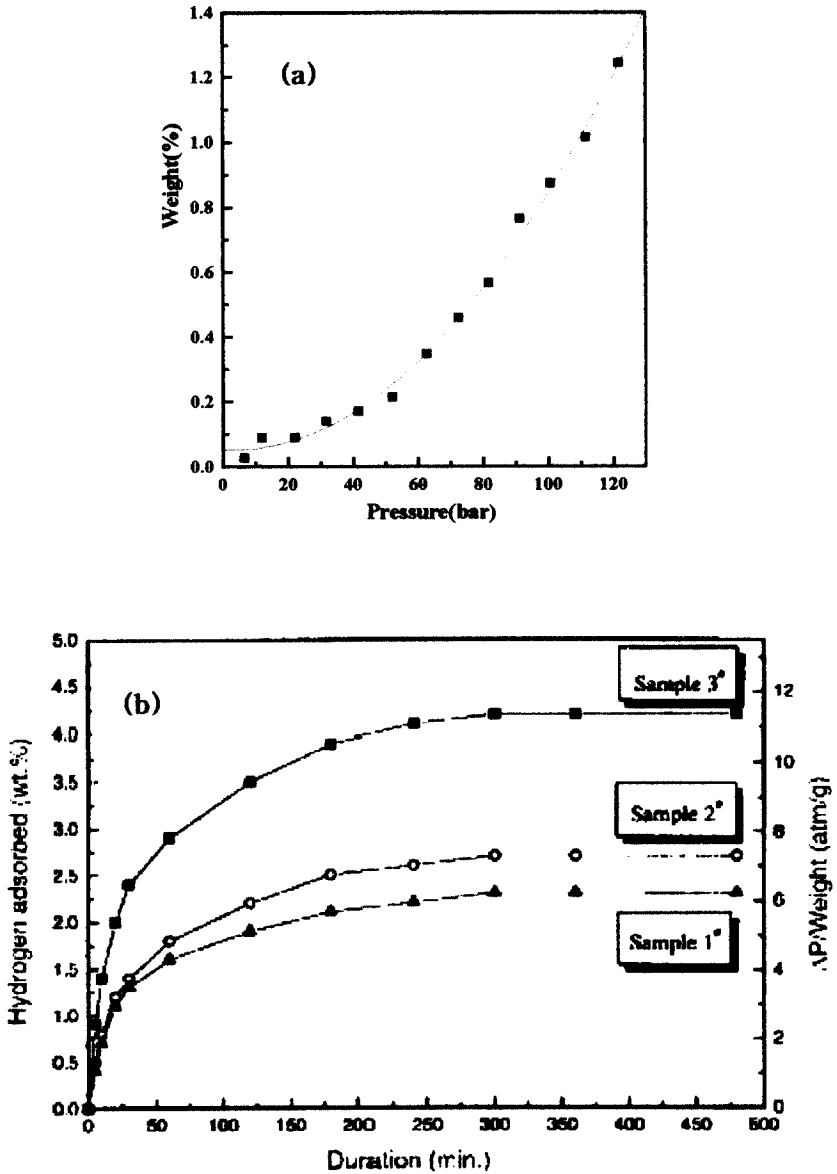 (a)
Weight(%)
1.4
1.2
1.0
0.8
0.6
0.4
0.2
0.0
0 20 40 60 80 100 120
Pressure(bar)
(b)
Hydrogen adsorbed (wt.%)
5.0
4.5
4.0
3.5
3.0
2.5
2.0
1.5
1.0
0.5
0.0
0 50 100 150 200 250 300 350 400 450 500
Duration (min.)
Sample 3#
Sample 2#
Sample 1#
12
10
8
6
4
2
0
ΔP/Weight (atm/g)